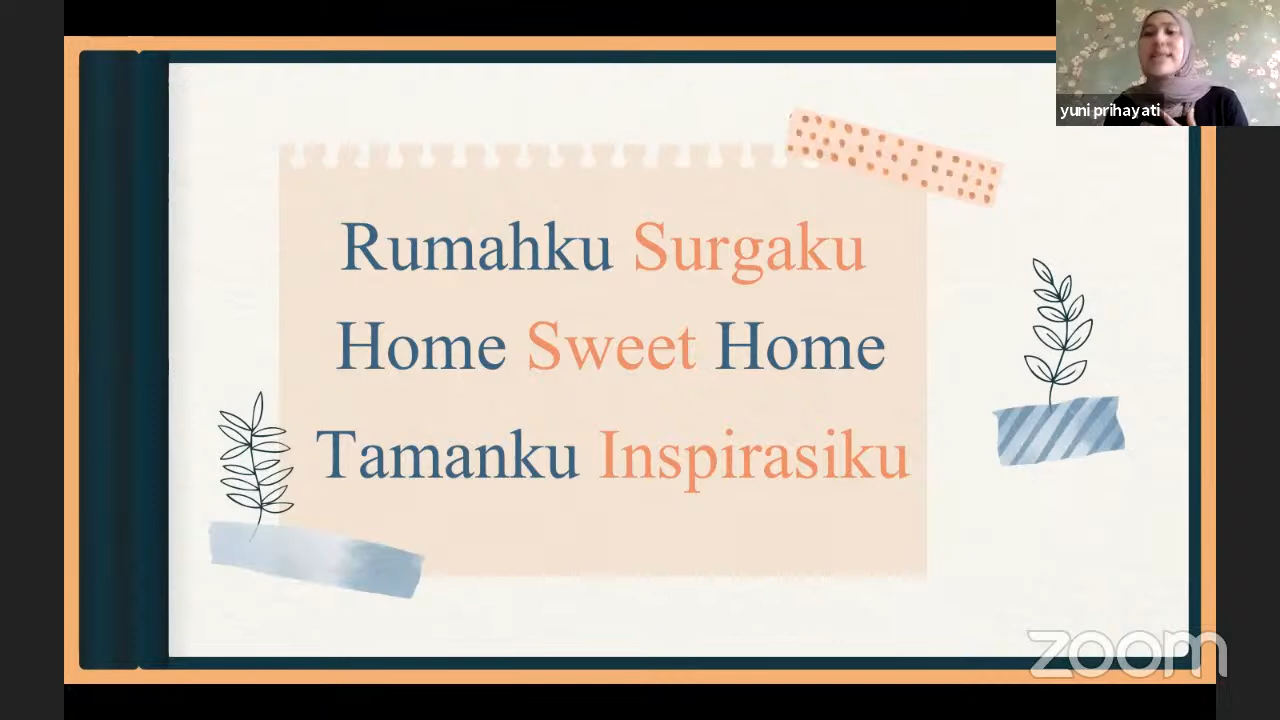 yuni prihayati
Rumahku Surgaku
Home Sweet Home
Tamanku Inspirasiku
zoom